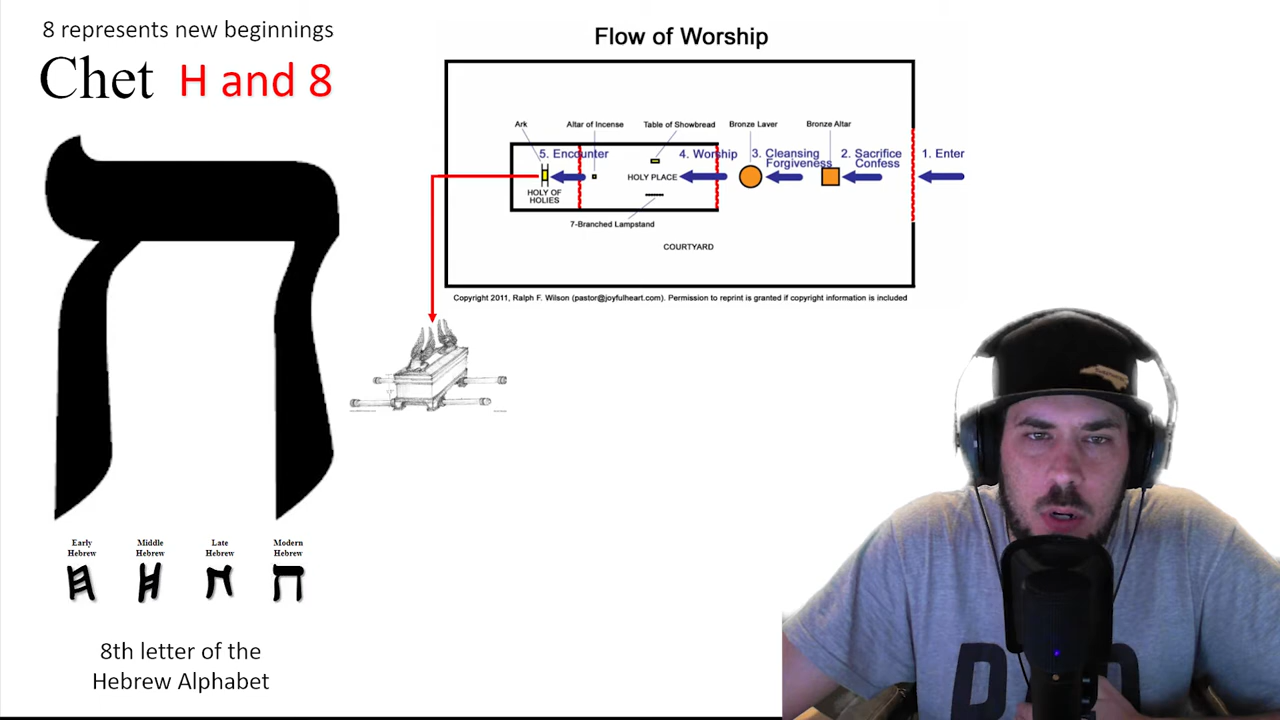 8 represents new beginnings
Chet H and 8
ח
Early Hebrew
Middle Hebrew
Late Hebrew
Modern Hebrew
ח
8th letter of the
Hebrew Alphabet
Flow of Worship
Ark
Altar of Incense
Table of Showbread
Bronze Laver
Bronze Altar
5. Encounter
4. Worship
3. Cleansing
Forgiveness
2. Sacrifice
Confess
1. Enter
HOLY PLACE
HOLY OF
HOLIES
7-Branched Lampstand
COURTYARD
Copyright 2011, Ralph F. Wilson (pastor@joyfulheart.com). Permission to reprint is granted if copyright information is included